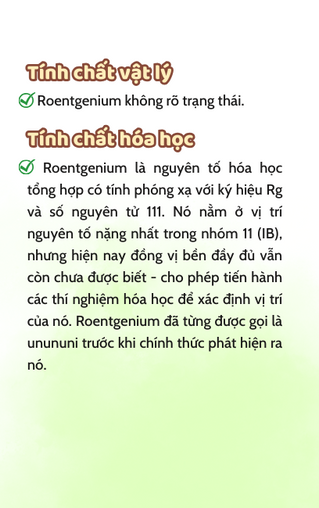 Tính chất vật lý
Roentgenium không rõ trạng thái.
Tính chất hóa học
Roentgenium là nguyên tố hóa học
tổng hợp có tính phóng xạ với ký hiệu Rg
và số nguyên tử 111. Nó nằm ở vị trí
nguyên tố nặng nhất trong nhóm 11 (IB),
nhưng hiện nay đồng vị bền đầy đủ vẫn
còn chưa được biết - cho phép tiến hành
các thí nghiệm hóa học để xác định vị trí
của nó. Roentgenium đã từng được gọi là
unununi trước khi chính thức phát hiện ra
nó.